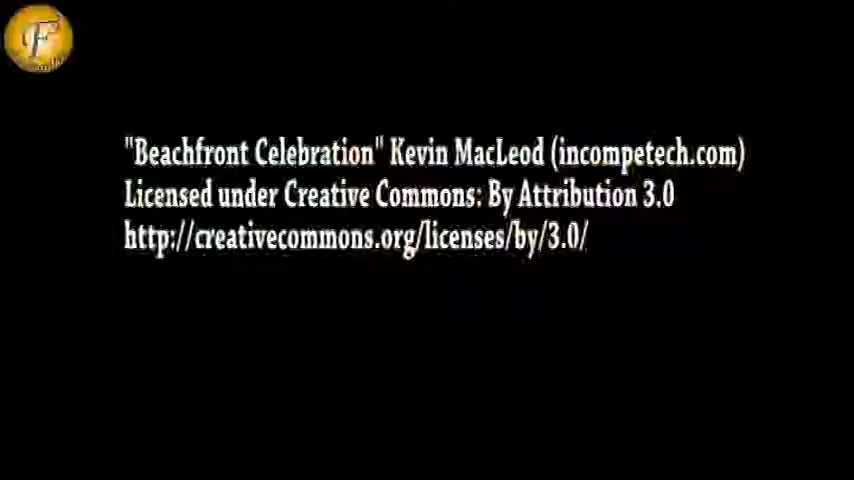 F
"Beachfront Celebration" Kevin MacLeod (incompetech.com)
Licensed under Creative Commons: By Attribution 3.0
http://creativecommons.org/licenses/by/3.0/